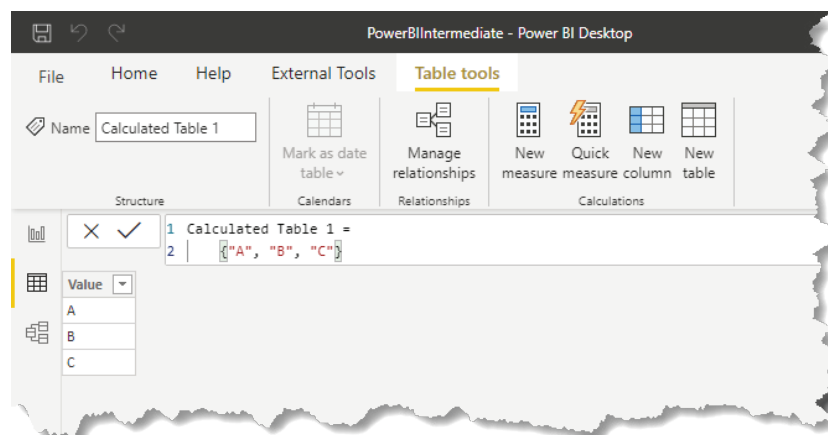 PowerBIIntermediate - Power BI Desktop
File Home Help External Tools Table tools
Name Calculated Table 1
Mark as date table
Manage relationships
New measure
Quick measure
New column
New table
Structure Calendars Relationships Calculations
1 Calculated Table 1 =
2 {"A", "B", "C"}
Value
A
B
C